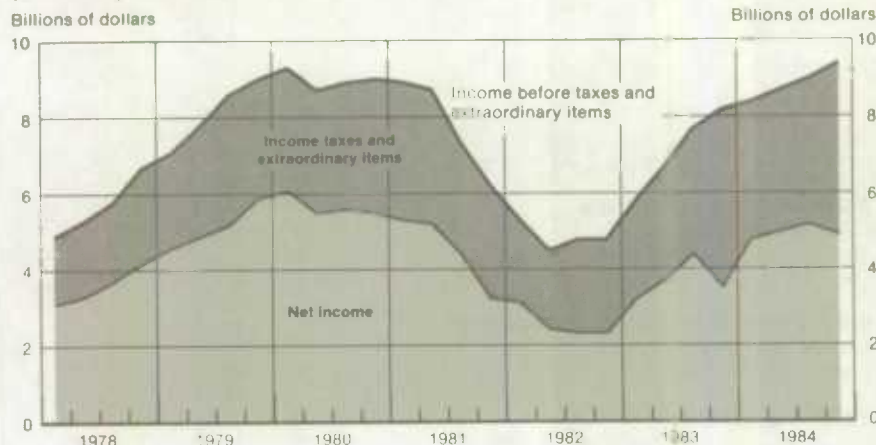 Billions of dollars
Billions of dollars
10
10
Income before taxes and
extraordinary items
8
8
Income taxes and
extraordinary items
6
6
4
4
Net income
2
2
0
0
1978 1979 1980 1981 1982 1983 1984